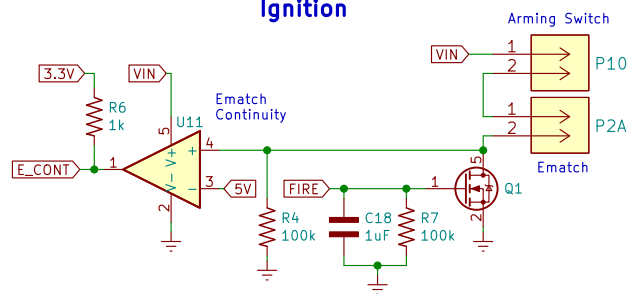 Ignition
Arming Switch
VIN
1
2
P10
3.3V
VIN
R6
1k
Ematch
Continuity
U11
5
V+
+
4
1
2
P2A
Ematch
E_CONT
1
V-
-
3
5V
2
FIRE
1
5
Q1
2
R4
100k
C18
1uF
R7
100k